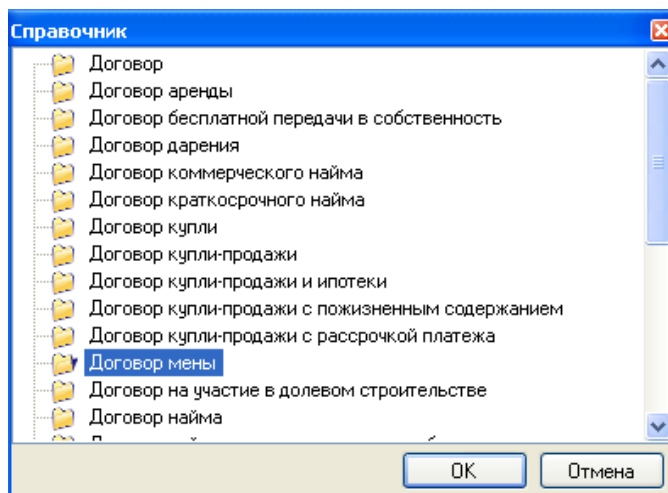 Справочник
Договор
Договор аренды
Договор бесплатной передачи в собственность
Договор дарения
Договор коммерческого найма
Договор краткосрочного найма
Договор купли
Договор купли-продажи
Договор купли-продажи и ипотеки
Договор купли-продажи с пожизненным содержанием
Договор купли-продажи с рассрочкой платежа
Договор мены
Договор на участие в долевом строительстве
Договор найма
OK Отмена